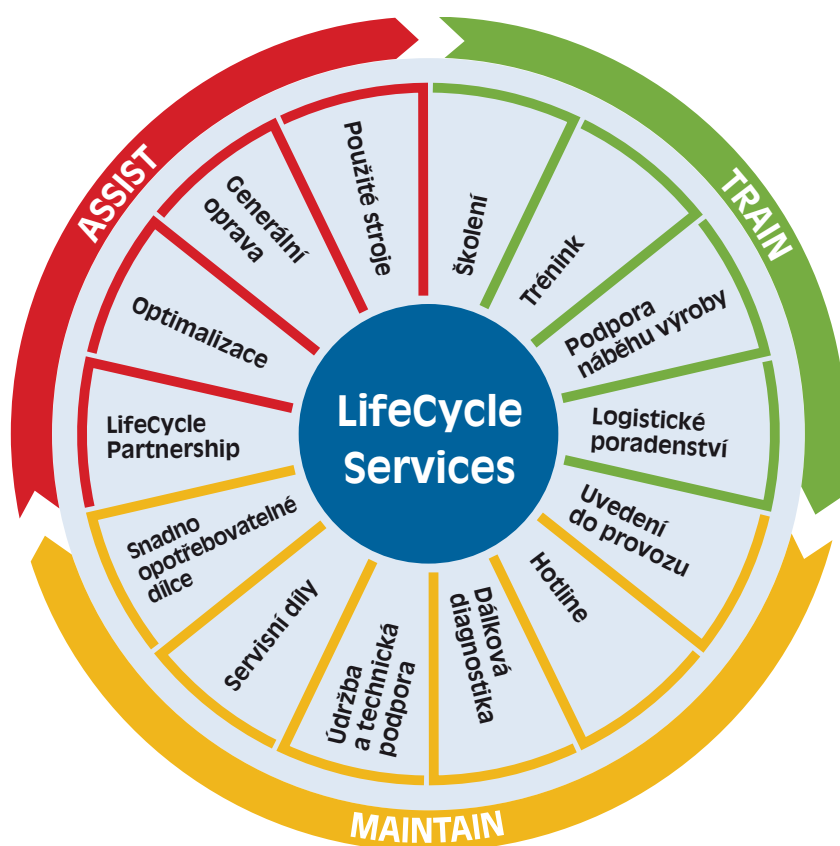 LifeCycle
Services
TRAIN
Školení
Trénink
Podpora
náběhu výroby
Logistické
poradenství
MAINTAIN
Uvedení
do provozu
Hotline
Dálková
diagnostika
Údržba
a technická
podpora
Servisní díly
Snadno
opotřebovatelné
dílce
ASSIST
LifeCycle
Partnership
Optimalizace
Generální
oprava
Použité stroje